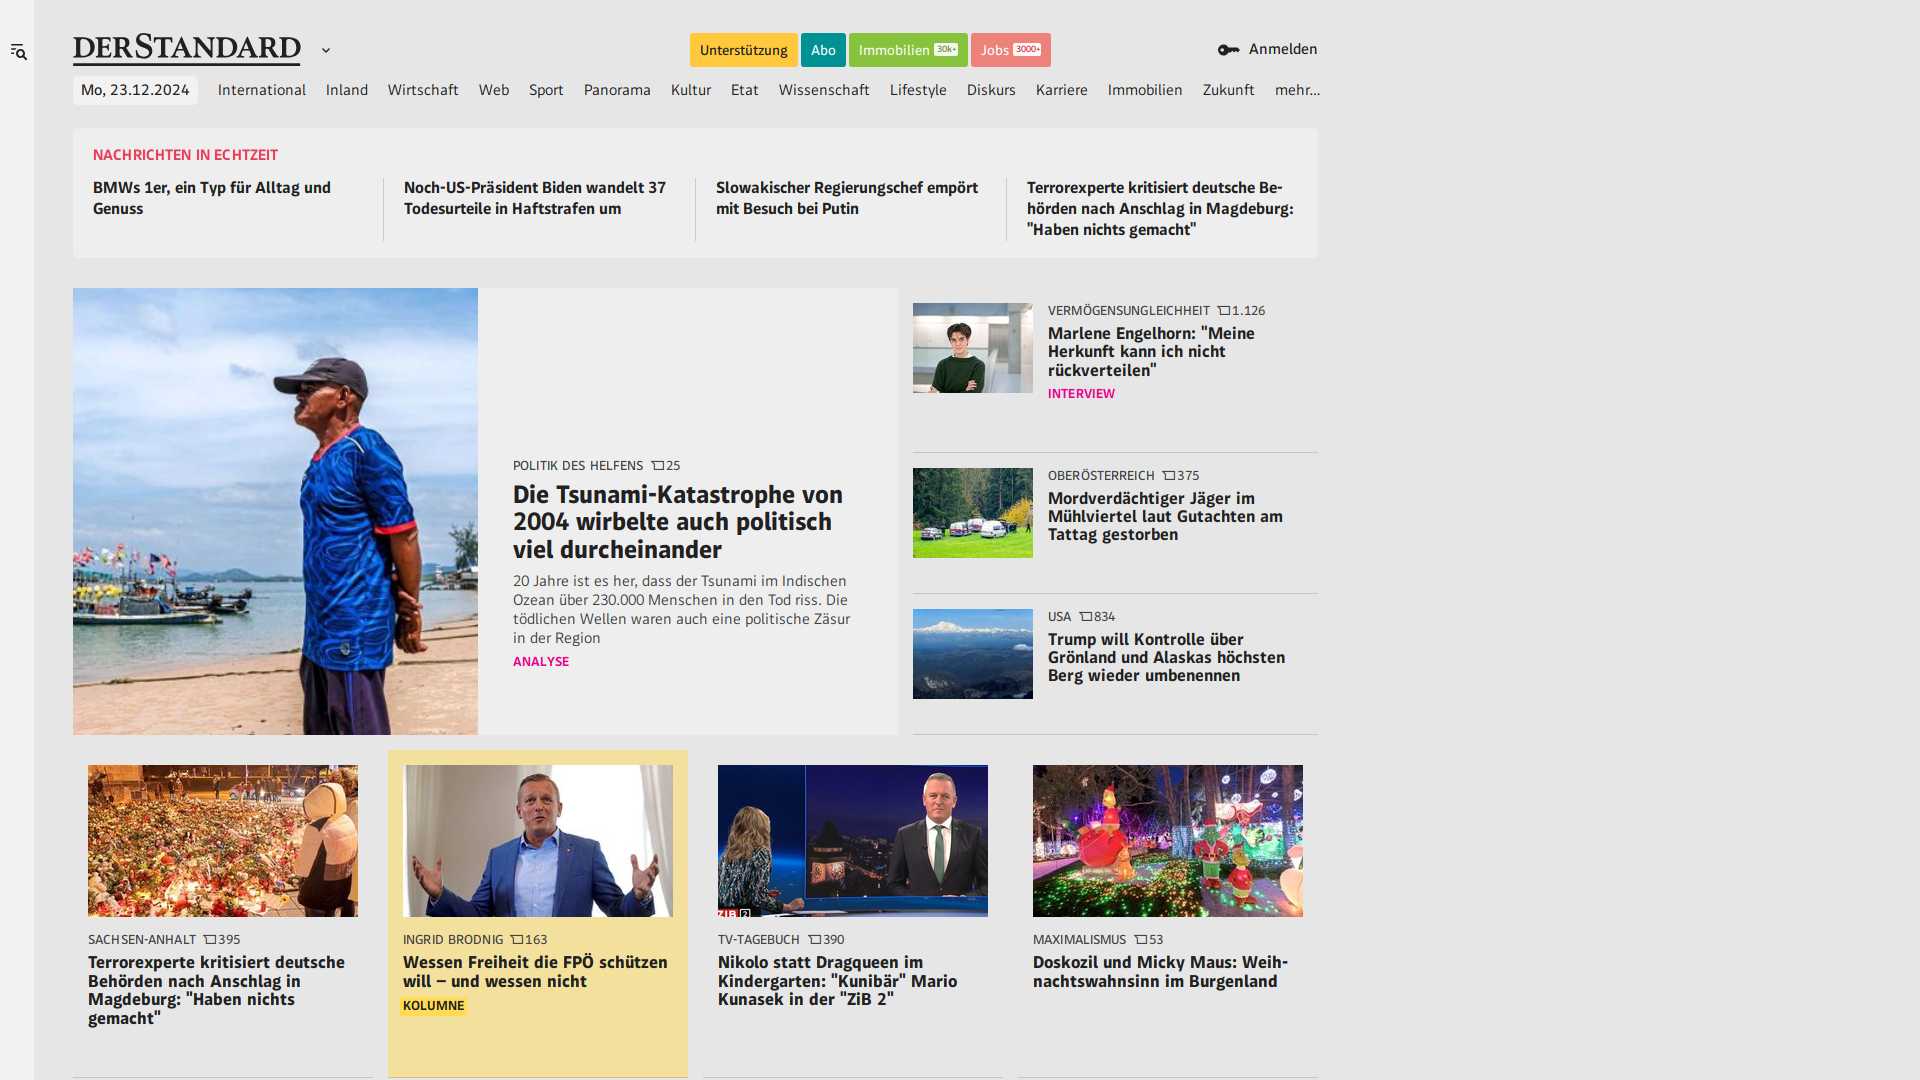 DERSTANDARD
Unterstützung
Abo
Immobilien 30k+
Jobs 3000+
Anmelden
Mo, 23.12.2024
International
Inland
Wirtschaft
Web
Sport
Panorama
Kultur
Etat
Wissenschaft
Lifestyle
Diskurs
Karriere
Immobilien
Zukunft
mehr...
NACHRICHTEN IN ECHTZEIT
BMWs 1er, ein Typ für Alltag und
Genuss
Noch-US-Präsident Biden wandelt 37
Todesurteile in Haftstrafen um
Slowakischer Regierungschef empört
mit Besuch bei Putin
Terrorexperte kritisiert deutsche Be-
hörden nach Anschlag in Magdeburg:
"Haben nichts gemacht"
POLITIK DES HELFENS 25
Die Tsunami-Katastrophe von
2004 wirbelte auch politisch
viel durcheinander
20 Jahre ist es her, dass der Tsunami im Indischen
Ozean über 230.000 Menschen in den Tod riss. Die
tödlichen Wellen waren auch eine politische Zäsur
in der Region
ANALYSE
VERMÖGENSUNGLEICHHEIT 1.126
Marlene Engelhorn: "Meine
Herkunft kann ich nicht
rückverteilen"
INTERVIEW
OBERÖSTERREICH 375
Mordverdächtiger Jäger im
Mühlviertel laut Gutachten am
Tattag gestorben
USA 834
Trump will Kontrolle über
Grönland und Alaskas höchsten
Berg wieder umbenennen
SACHSEN-ANHALT 395
Terrorexperte kritisiert deutsche
Behörden nach Anschlag in
Magdeburg: "Haben nichts
gemacht"
INGRID BRODNIG 163
Wessen Freiheit die FPÖ schützen
will – und wessen nicht
KOLUMNE
ZIB 2
TV-TAGEBUCH 390
Nikolo statt Dragqueen im
Kindergarten: "Kunibär" Mario
Kunasek in der "ZiB 2"
MAXIMALISMUS 53
Doskozil und Micky Maus: Weih-
nachtswahnsinn im Burgenland